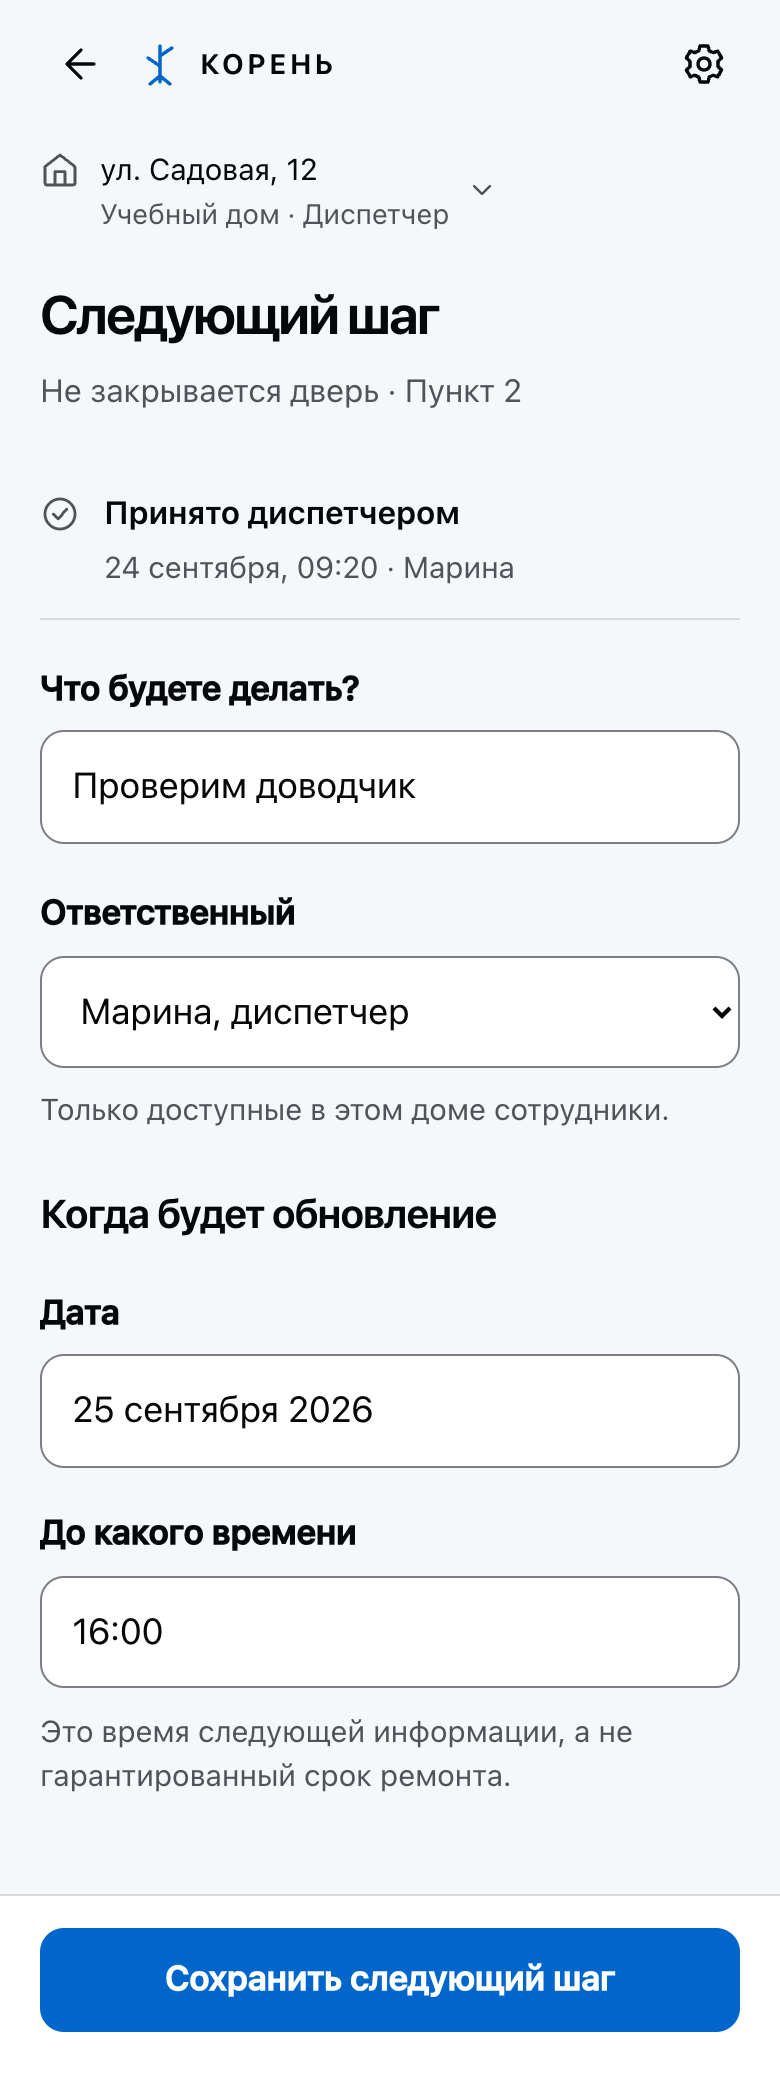 КОРЕНЬ
ул. Садовая, 12
Учебный дом · Диспетчер
Следующий шаг
Не закрывается дверь · Пункт 2
Принято диспетчером
24 сентября, 09:20 · Марина
Что будете делать?
Проверим доводчик
Ответственный
Марина, диспетчер
Только доступные в этом доме сотрудники.
Когда будет обновление
Дата
25 сентября 2026
До какого времени
16:00
Это время следующей информации, а не
гарантированный срок ремонта.
Сохранить следующий шаг